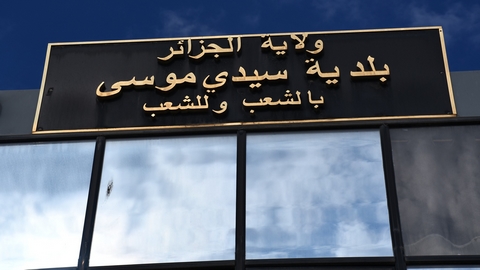 ولاية الجزائر
بلدية سيدي موسى
بالشعب وللشعب